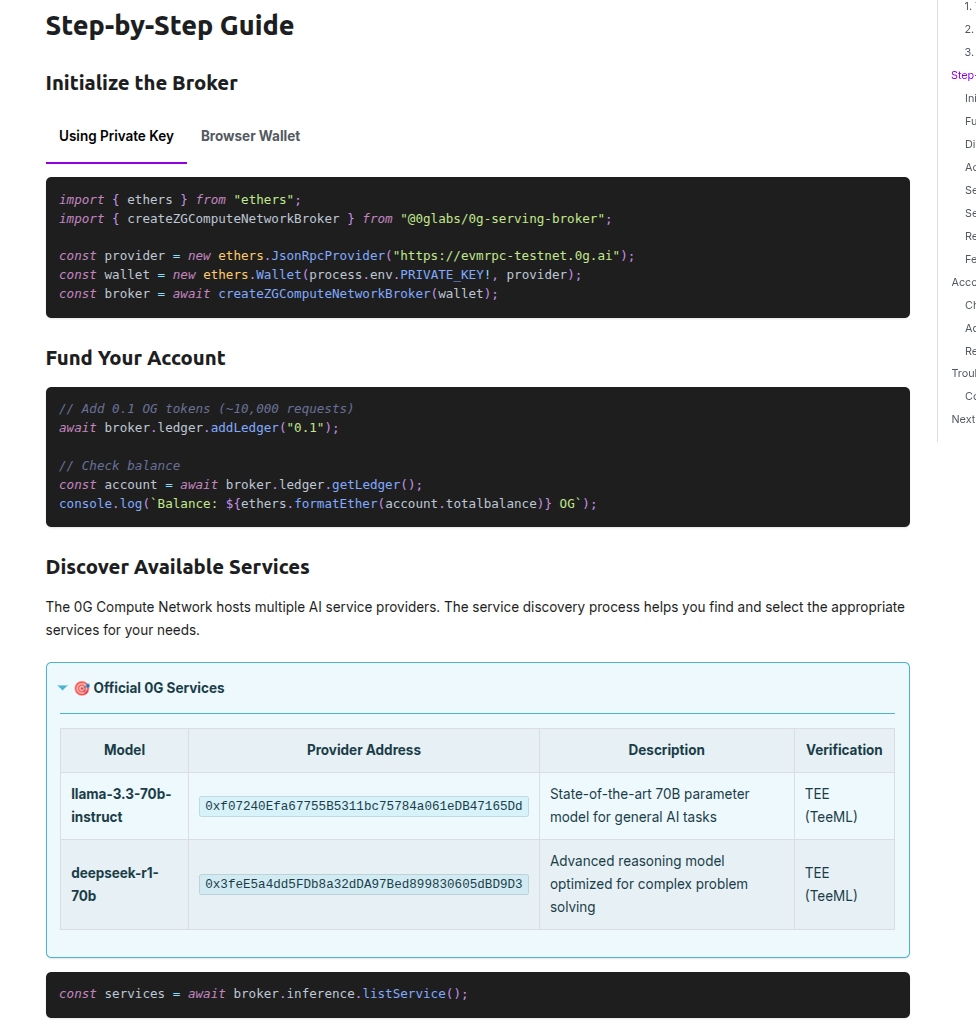 Step-by-Step Guide
Initialize the Broker
Using Private Key Browser Wallet
import { ethers } from "ethers";
import { createZGComputeNetworkBroker } from "@0glabs/0g-serving-broker";
const provider = new ethers.JsonRpcProvider("https://evmrpc-testnet.0g.ai");
const wallet = new ethers.Wallet(process.env.PRIVATE_KEY!, provider);
const broker = await createZGComputeNetworkBroker(wallet);
Fund Your Account
// Add 0.1 OG tokens (~10,000 requests)
await broker.ledger.addLedger("0.1");
// Check balance
const account = await broker.ledger.getLedger();
console.log(`Balance: ${ethers.formatEther(account.totalbalance)} OG`);
Discover Available Services
The 0G Compute Network hosts multiple AI service providers. The service discovery process helps you find and select the appropriate
services for your needs.
🎯 Official 0G Services
Model Provider Address Description Verification
llama-3.3-70b-
instruct
0xf07240Efa67755B5311bc75784a061eDB47165Dd
State-of-the-art 70B parameter
model for general AI tasks
TEE
(TeeML)
deepseek-r1-
70b
0x3feE5a4dd5FDb8a32dDA97Bed899830605dBD9D3
Advanced reasoning model
optimized for complex problem
solving
TEE
(TeeML)
const services = await broker.inference.listService();
1.
2.
3.
Step-
Ini
Fu
Di
Ac
Se
Se
Re
Fe
Acco
Ch
Ac
Re
Trou
Co
Next